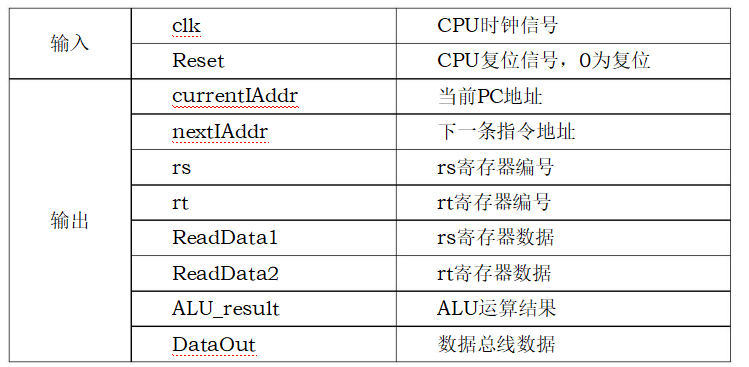 输入
clk CPU时钟信号
Reset CPU复位信号，0为复位
输出
currentIAddr 当前PC地址
nextIAddr 下一条指令地址
rs rs寄存器编号
rt rt寄存器编号
ReadData1 rs寄存器数据
ReadData2 rt寄存器数据
ALU_result ALU运算结果
DataOut 数据总线数据